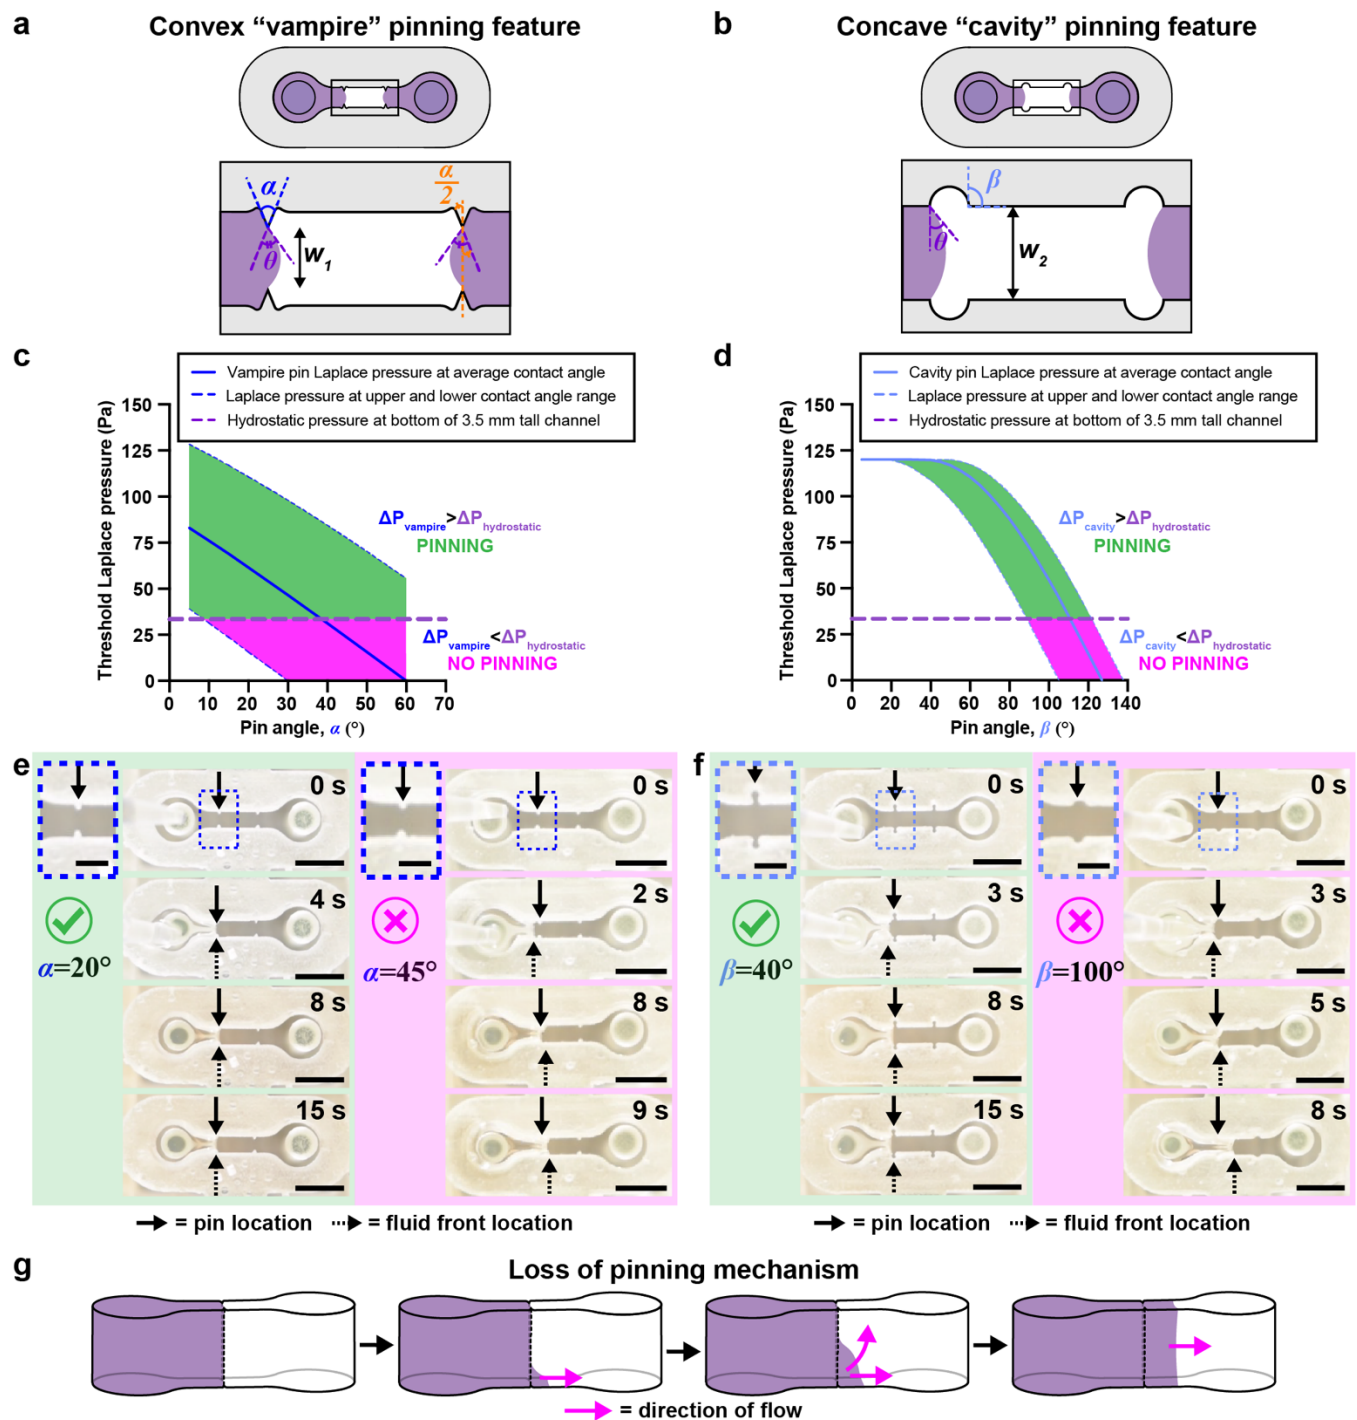 a
Convex “vampire” pinning feature
α
α/2
θ
w₁
b
Concave “cavity” pinning feature
β
θ
w₂
c
Vampire pin Laplace pressure at average contact angle
Laplace pressure at upper and lower contact angle range
Hydrostatic pressure at bottom of 3.5 mm tall channel
Threshold Laplace pressure (Pa)
150
125
100
75
50
25
0
ΔPvampire>ΔPhydrostatic
PINNING
ΔPvampire<ΔPhydrostatic
NO PINNING
0 10 20 30 40 50 60 70
Pin angle, α (°)
d
Cavity pin Laplace pressure at average contact angle
Laplace pressure at upper and lower contact angle range
Hydrostatic pressure at bottom of 3.5 mm tall channel
Threshold Laplace pressure (Pa)
150
125
100
75
50
25
0
ΔPcavity>ΔPhydrostatic
PINNING
ΔPcavity<ΔPhydrostatic
NO PINNING
0 20 40 60 80 100 120 140
Pin angle, β (°)
e
0 s
4 s
α=20°
8 s
15 s
0 s
2 s
α=45°
8 s
9 s
= pin location = fluid front location
f
0 s
3 s
β=40°
8 s
15 s
0 s
3 s
β=100°
5 s
8 s
= pin location = fluid front location
g
Loss of pinning mechanism
= direction of flow